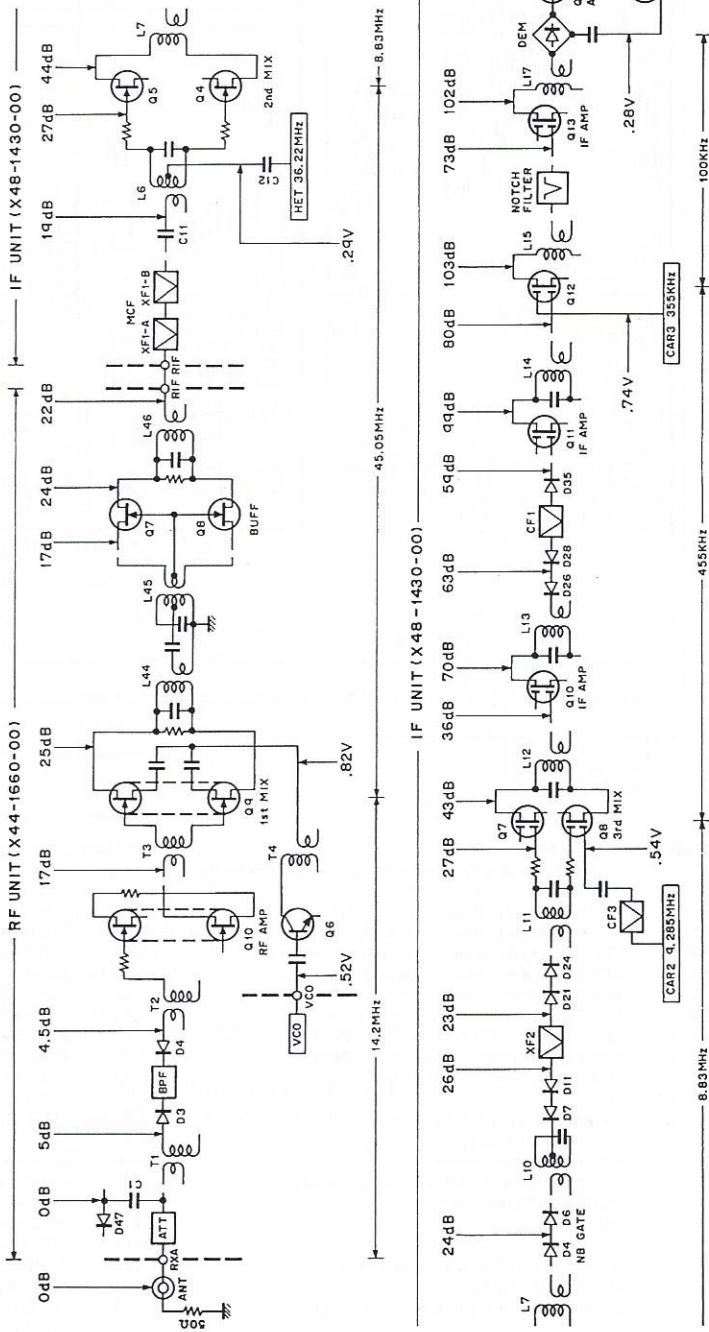 RF UNIT (X44-1660-00)
IF UNIT (X48-1430-00)
0dB
0dB
5dB
4.5dB
17dB
25dB
17dB
24dB
22dB
19dB
27dB
44dB
50Ω
ANT
RXA
ATT
D47
T1
D3
BPF
D4
T2
Q10
RF AMP
T3
Q9
1st MIX
L44
L45
Q7
Q8
BUFF
L46
RIF
RIF
MCF
XF1-A
XF1-B
C11
L6
Q5
Q4
2nd MIX
L7
VCO
VCO
.52V
Q6
T4
.82V
.29V
C12
HET 36.22MHz
14.2MHz
45.05MHz
8.83MHz
IF UNIT (X48-1430-00)
24dB
26dB
23dB
27dB
43dB
36dB
70dB
63dB
59dB
99dB
80dB
103dB
73dB
102dB
L7
D4
D6
NB GATE
L10
D7
D11
XF2
D21
D24
L11
Q7
Q8
3rd MIX
L12
Q10
IF AMP
L13
D26
D28
CF1
D35
Q11
IF AMP
L14
Q12
L15
NOTCH
FILTER
Q13
IF AMP
L17
DEM
Q
A
CF3
.54V
CAR2 9.285MHz
.74V
CAR3 355KHz
.28V
8.83MHz
455KHz
100KHz